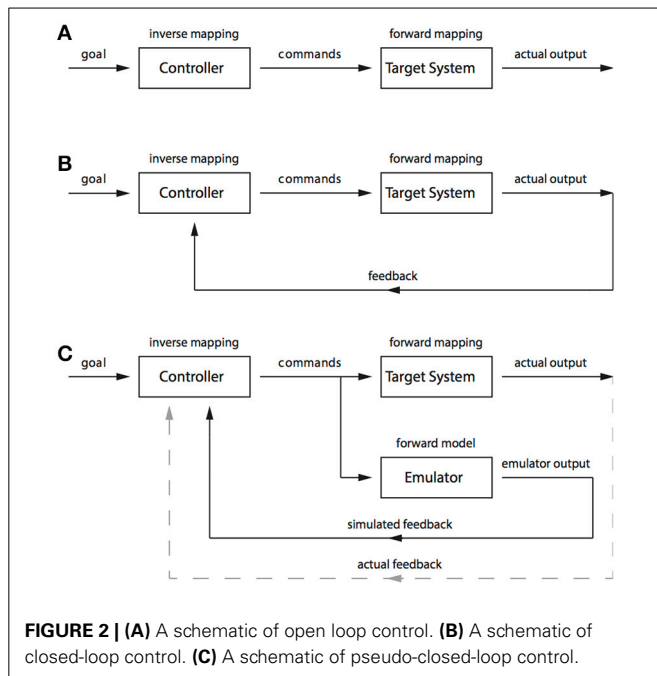 A
inverse mapping
forward mapping
goal
Controller
commands
Target System
actual output
B
inverse mapping
forward mapping
goal
Controller
commands
Target System
actual output
feedback
C
inverse mapping
forward mapping
goal
Controller
commands
Target System
actual output
forward model
Emulator
emulator output
simulated feedback
actual feedback
FIGURE 2 | (A) A schematic of open loop control. (B) A schematic of
closed-loop control. (C) A schematic of pseudo-closed-loop control.